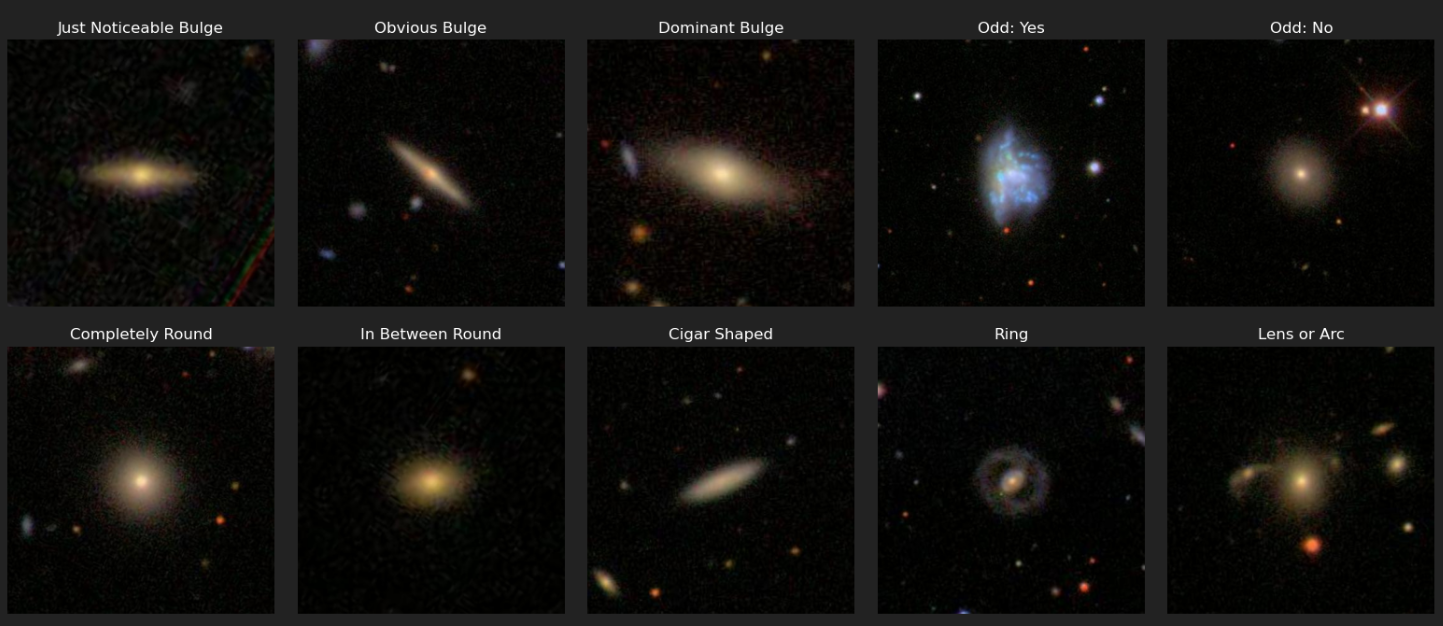 Just Noticeable Bulge
Obvious Bulge
Dominant Bulge
Odd: Yes
Odd: No
Completely Round
In Between Round
Cigar Shaped
Ring
Lens or Arc